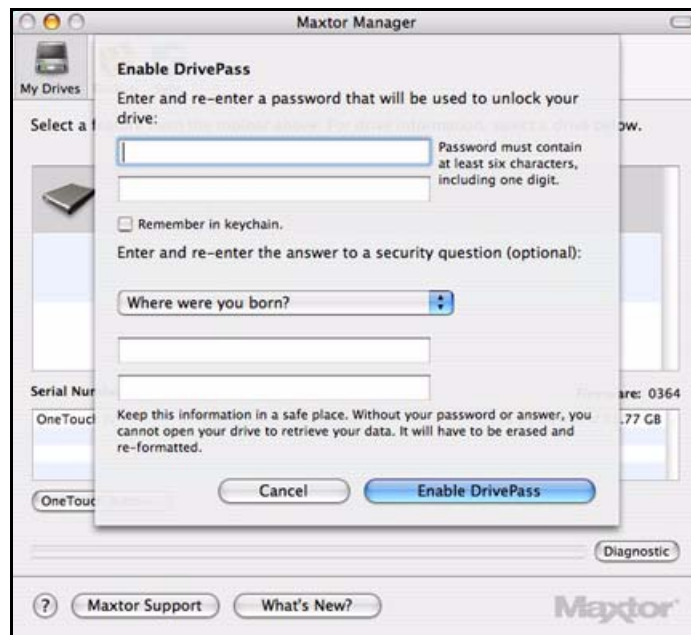 Maxtor Manager
My Drives
Enable DrivePass
Enter and re-enter a password that will be used to unlock your
drive:
Select a
ow.
Password must contain
at least six characters,
including one digit.
Remember in keychain.
Enter and re-enter the answer to a security question (optional):
Where were you born?
Serial Nur
are: 0364
OneTouch
.77 GB
Keep this information in a safe place. Without your password or answer, you
cannot open your drive to retrieve your data. It will have to be erased and
re-formatted.
Cancel
Enable DrivePass
OneTouc
Diagnostic
?
Maxtor Support
What's New?
Maxtor